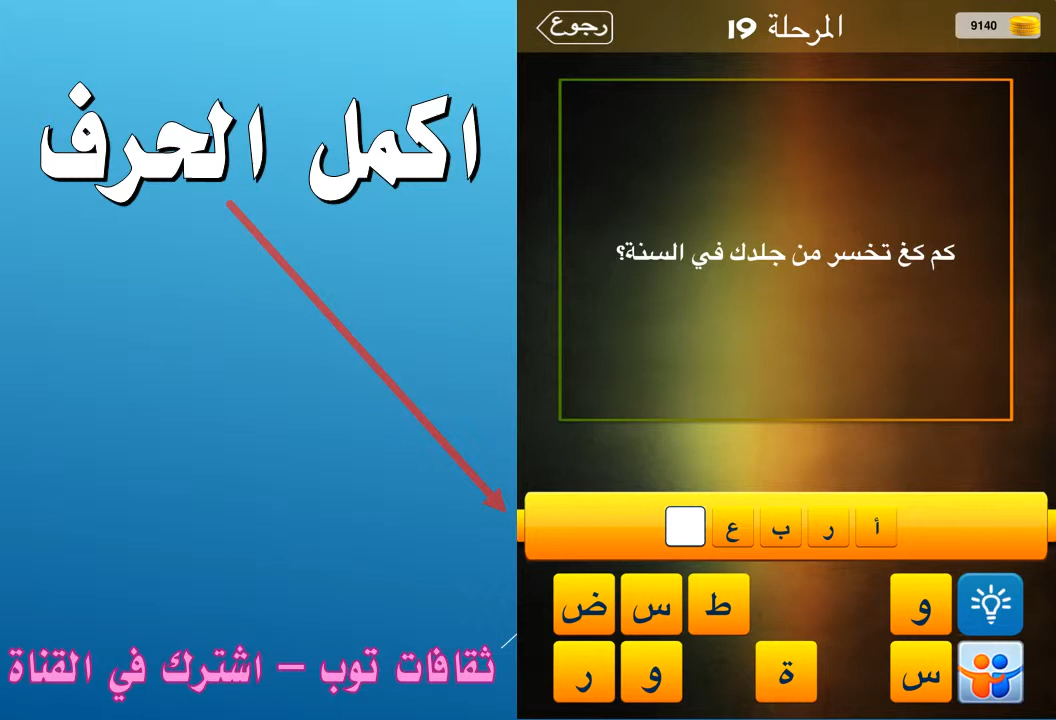 اكمل الحرف
ثقافات توب – اشترك في القناة
رجوع
المرحلة 19
9140
كم كغ تخسر من جلدك في السنة؟
أ ر ب ع
ض س ط و
ر و ة س